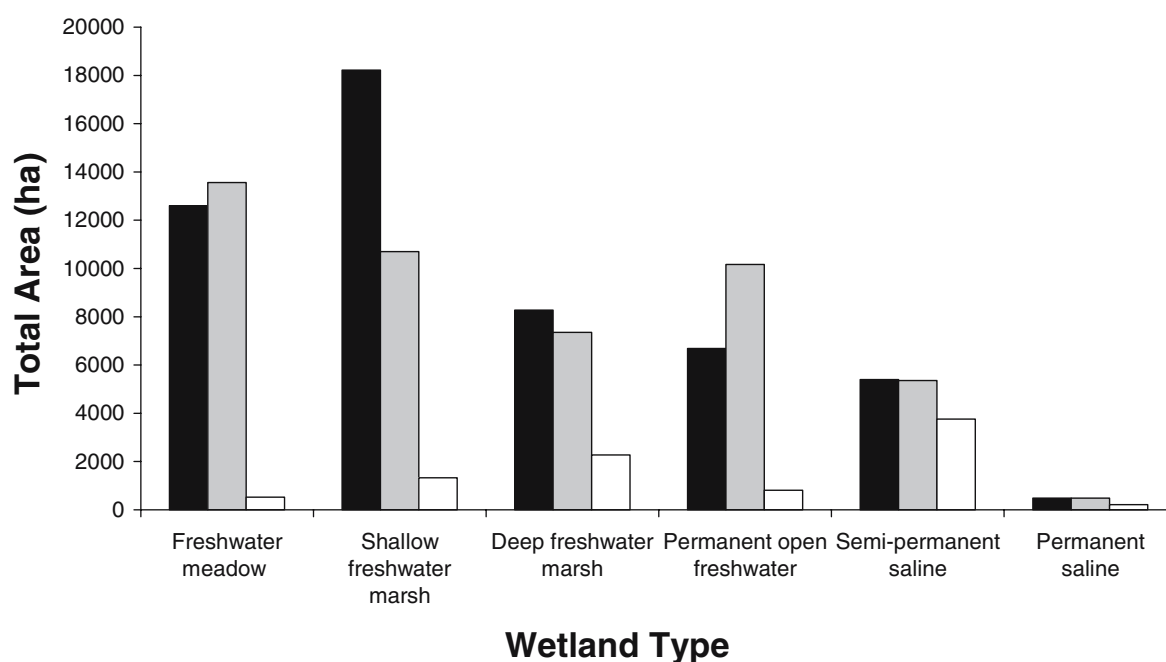 20000
18000
16000
14000
12000
10000
8000
6000
4000
2000
0
Total Area (ha)
Freshwater
meadow
Shallow
freshwater
marsh
Deep freshwater
marsh
Permanent open
freshwater
Semi-permanent
saline
Permanent
saline
Wetland Type